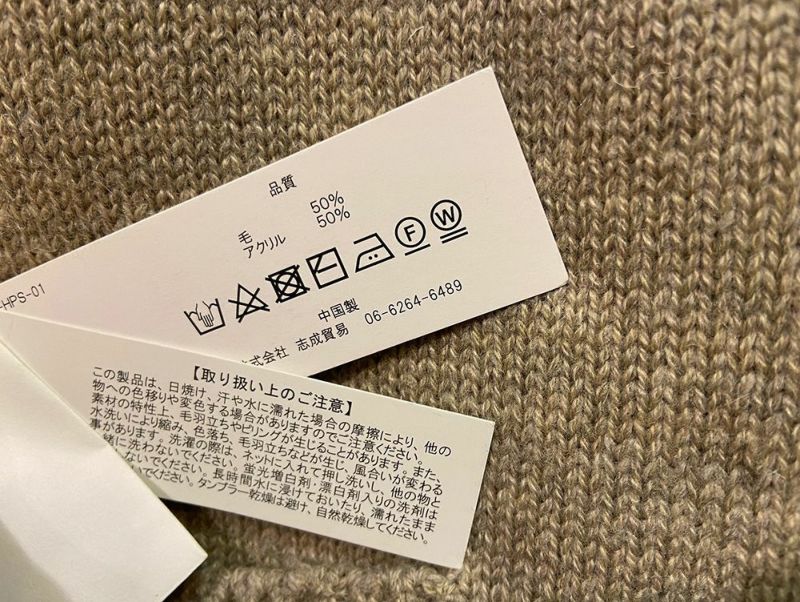 品質
毛 50%
アクリル 50%
F W
-HPS-01
中国製
式会社 志成貿易 06-6264-6489
【取り扱い上のご注意】
この製品は、日焼け、汗や水に濡れた場合の摩擦により、他の
物への色移りや変色する場合がありますのでご注意ください。
素材の特性上、毛羽立ちやピリングが生じることがあります。また、
水洗いにより縮み、色落ち、毛羽立ちなどが生じ、風合いが変わる
事があります。洗濯の際は、ネットに入れて押し洗いし、他の物と
緒に洗わないでください。蛍光増白剤・漂白剤入りの洗剤は
しないでください。長時間水に浸けておいたり、濡れたまま
いでください。タンブラー乾燥は避け、自然乾燥してください。